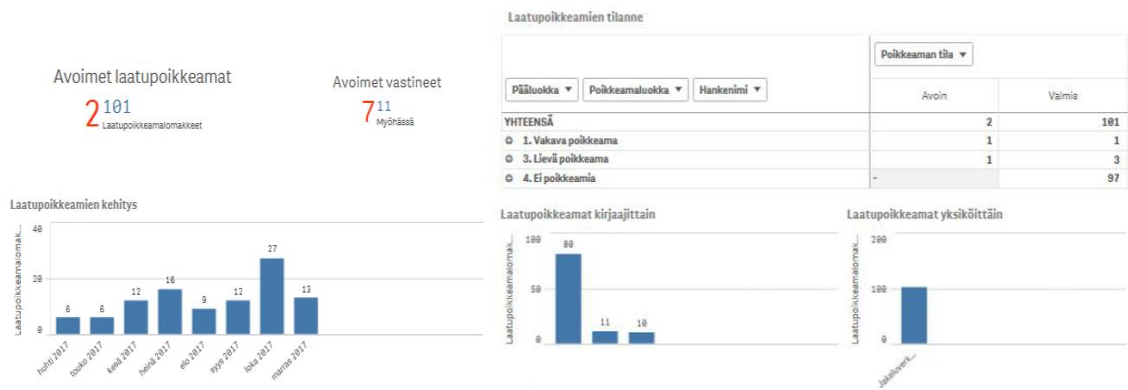 Avoimet laatupoikkeamat
2 101
Laatupoikkeamalomakkeet
Avoimet vastineet
7 11
Myöhässä
Laatupoikkeamien tilanne
Poikkeaman tila
Pääluokka Poikkeamaluokka Hankenimi
Avoin Valmis
YHTEENSÄ 2 101
1. Vakava poikkeama 1 1
3. Lievä poikkeama 1 3
4. Ei poikkeamia - 97
Laatupoikkeamien kehitys
Laatupoikkeamalomak...
40
20
0
6 6 12 16 9 12 27 13
huhti 2017 touko 2017 kesä 2017 heinä 2017 elo 2017 syys 2017 loka 2017 marras 2017
Laatupoikkeamat kirjaajittain
Laatupoikkeamalomak...
100
50
0
80 11 10
Laatupoikkeamat yksiköittäin
Laatupoikkeamalomak...
200
100
0
Jakeluverk...